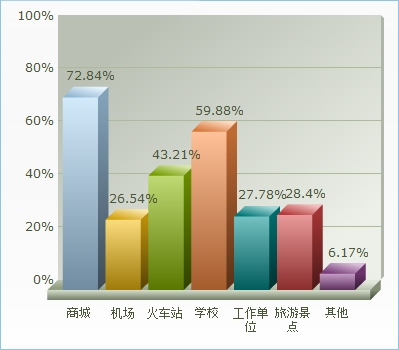 100%
80%
60%
40%
20%
0%
72.84%
26.54%
43.21%
59.88%
27.78%
28.4%
6.17%
商城
机场
火车站
学校
工作单
位
旅游景
点
其他